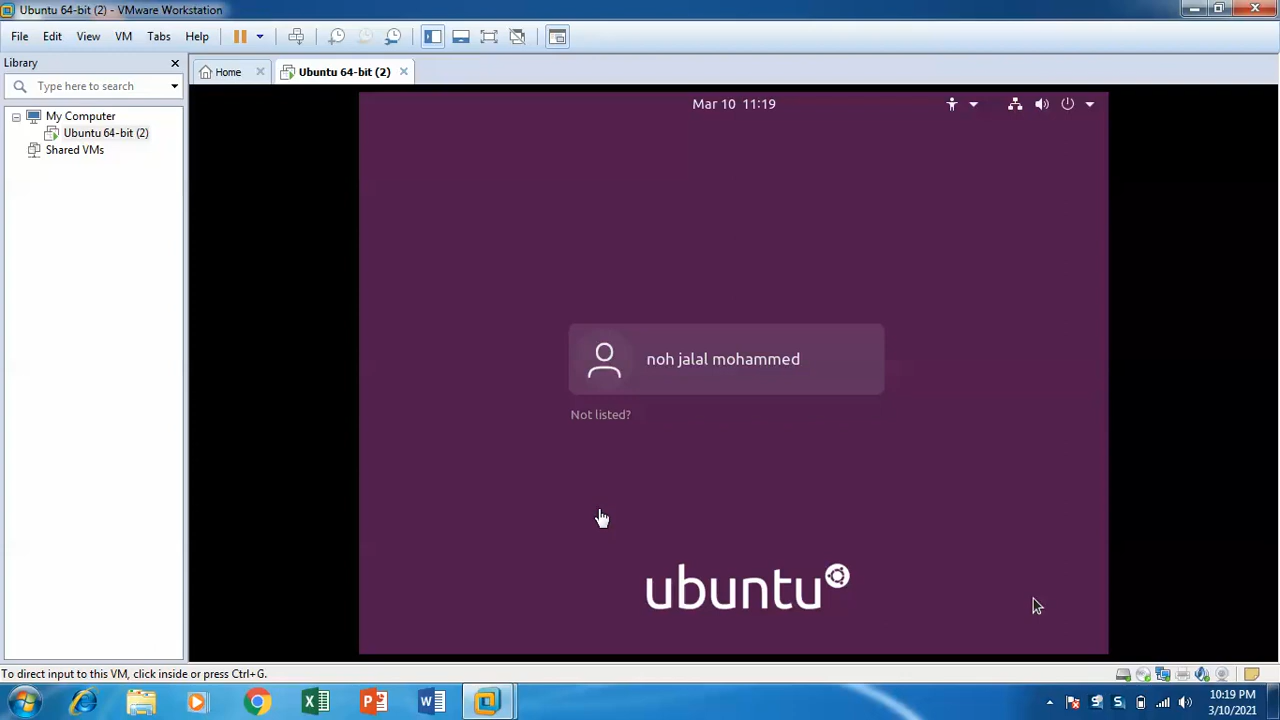 Ubuntu 64-bit (2) - VMware Workstation
File Edit View VM Tabs Help
Library
Home
Ubuntu 64-bit (2)
Type here to search
My Computer
Ubuntu 64-bit (2)
Shared VMs
Mar 10 11:19
noh jalal mohammed
Not listed?
ubuntu
To direct input to this VM, click inside or press Ctrl+G.
10:19 PM
3/10/2021